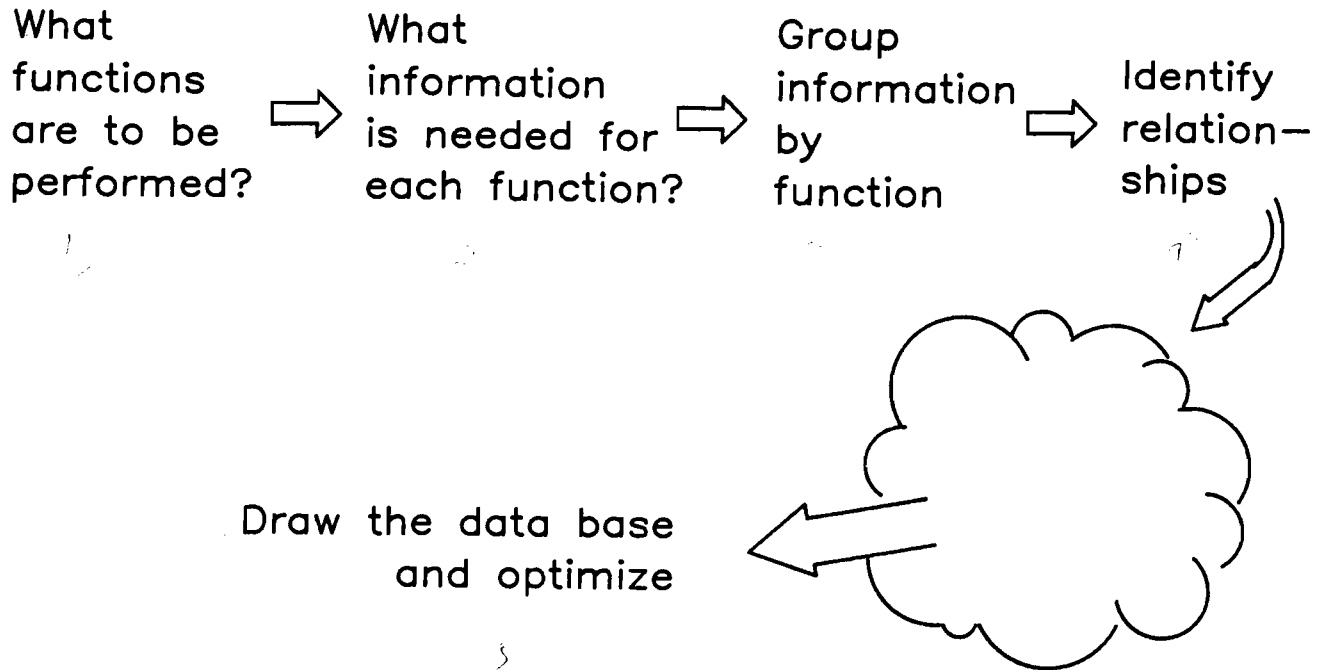 What
functions
are to be
performed?
What
information
is needed for
each function?
Group
information
by
function
Identify
relation—
ships
Draw the data base
and optimize